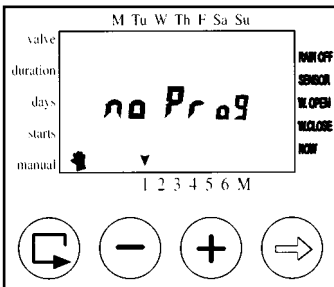 M Tu W Th F Sa Su
valve
duration
days
starts
manual
no Prog
RAIN OFF
SENSOR
W. OPEN
W.CLOSE
NOW
1 2 3 4 5 6 M